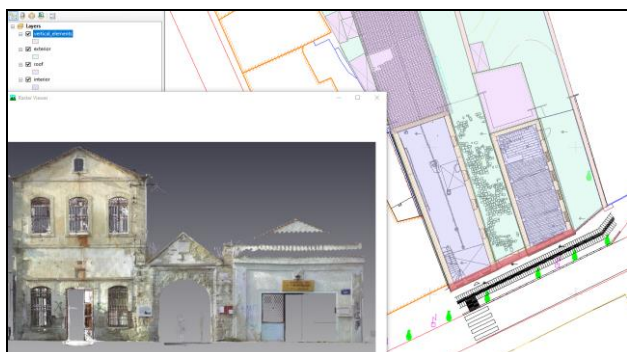 Layers
vertical_elements
exterior
roof
interior
Raster Viewer